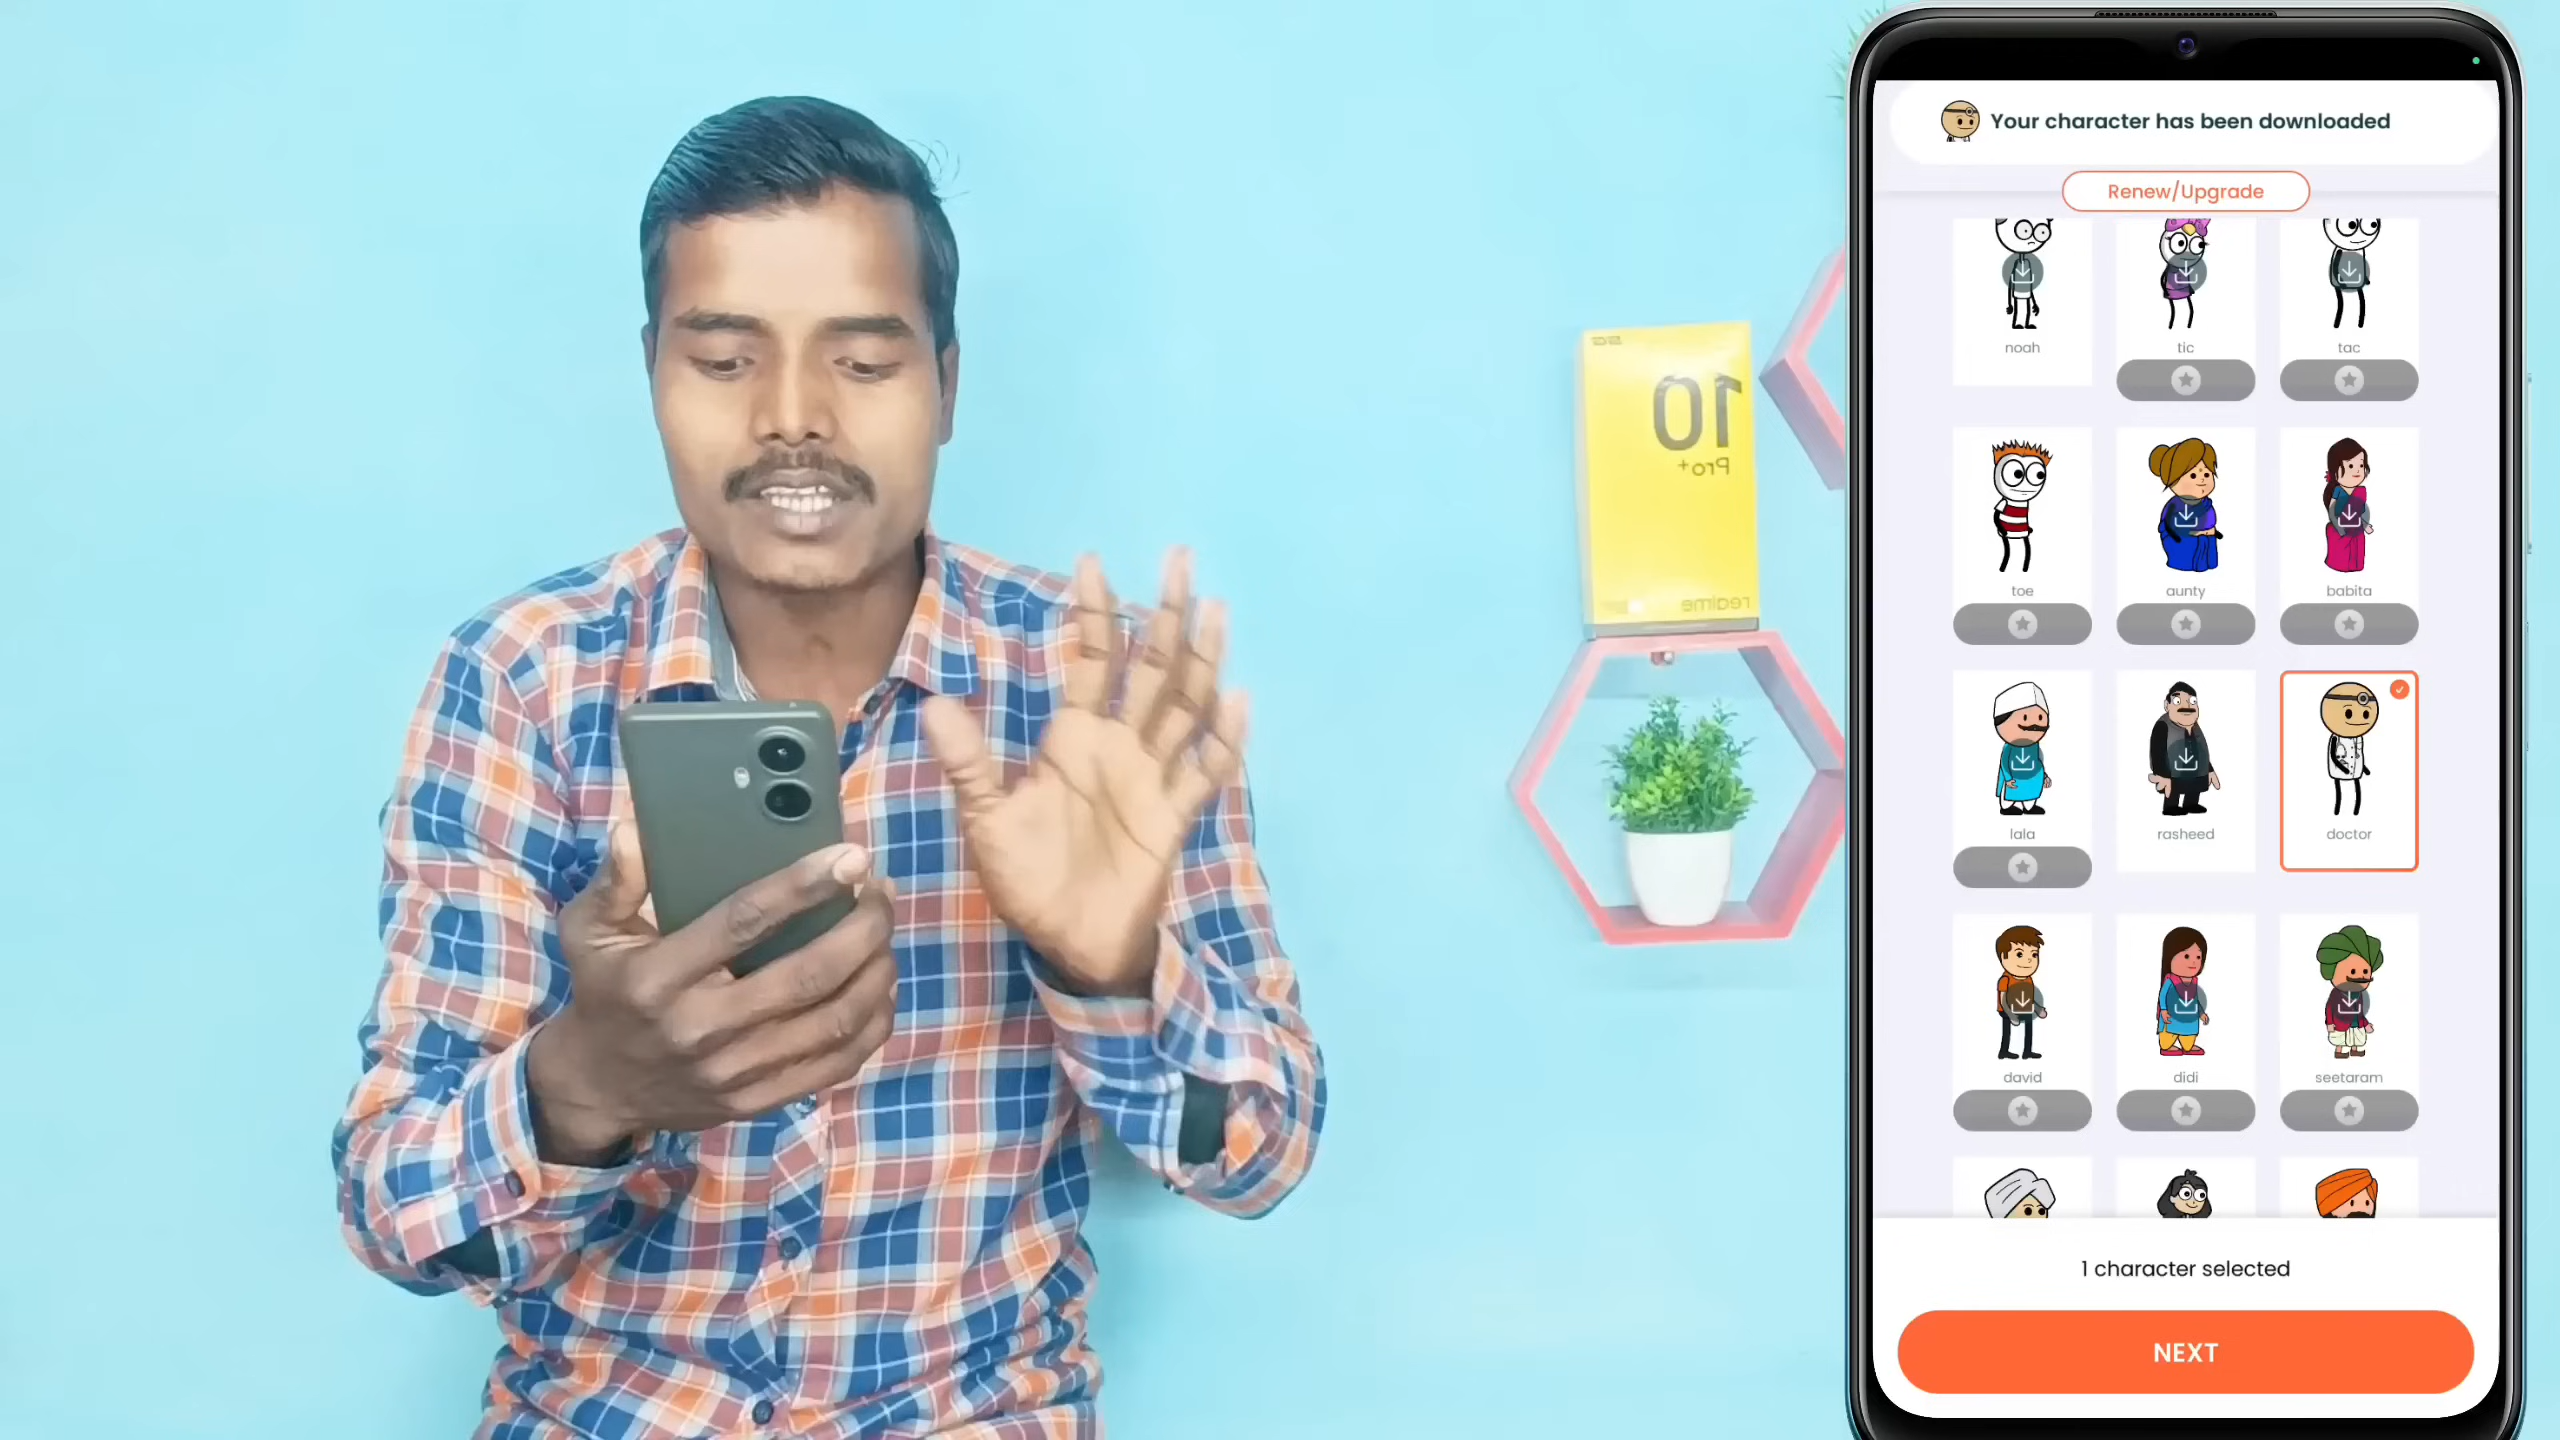 10
Pro+
realme
Your character has been downloaded
Renew/Upgrade
noah
tic
tac
toe
aunty
babita
lala
rasheed
doctor
david
didi
seetaram
1 character selected
NEXT